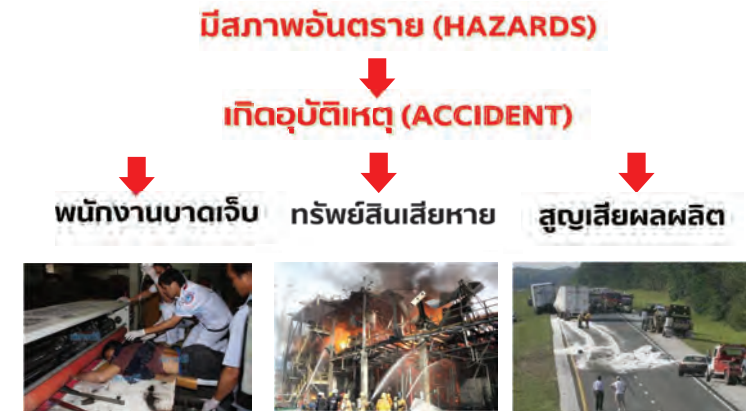 มีสภาพอันตราย (HAZARDS)
เกิดอุบัติเหตุ (ACCIDENT)
พนักงานบาดเจ็บ ทรัพย์สินเสียหาย สูญเสียผลผลิต